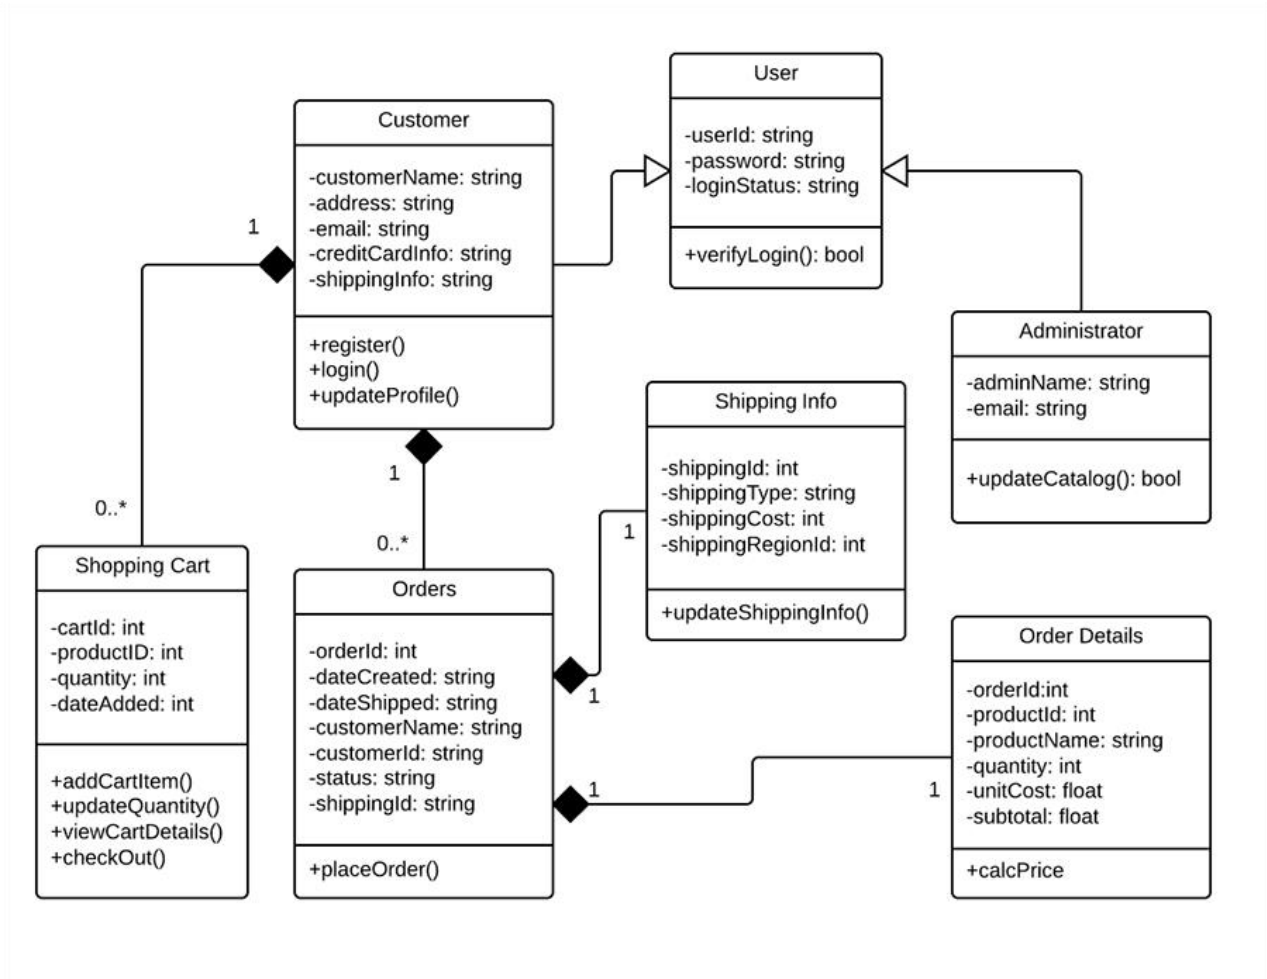 User
-userId: string
-password: string
-loginStatus: string
+verifyLogin(): bool
Customer
-customerName: string
-address: string
-email: string
-creditCardInfo: string
-shippingInfo: string
+register()
+login()
+updateProfile()
1
0..*
1
0..*
Administrator
-adminName: string
-email: string
+updateCatalog(): bool
Shipping Info
-shippingId: int
-shippingType: string
-shippingCost: int
-shippingRegionId: int
+updateShippingInfo()
1
1
Shopping Cart
-cartId: int
-productID: int
-quantity: int
-dateAdded: int
+addCartItem()
+updateQuantity()
+viewCartDetails()
+checkOut()
Orders
-orderId: int
-dateCreated: string
-dateShipped: string
-customerName: string
-customerId: string
-status: string
-shippingId: string
+placeOrder()
1
1
Order Details
-orderId:int
-productId: int
-productName: string
-quantity: int
-unitCost: float
-subtotal: float
+calcPrice